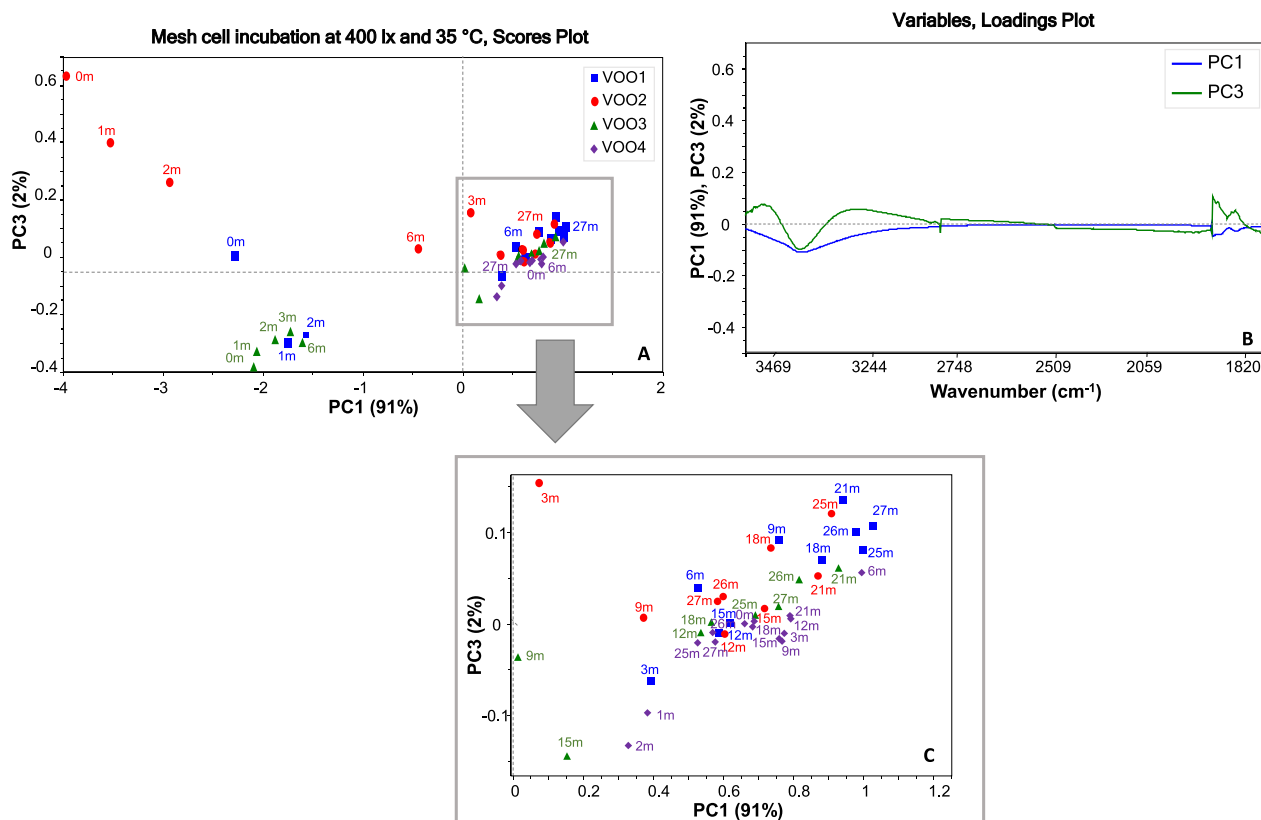 Mesh cell incubation at 400 lx and 35 °C, Scores Plot
PC3 (2%)
0.6
0.4
0.2
0
-0.2
-0.4
-4
-3
-2
-1
0
1
2
PC1 (91%)
VOO1
VOO2
VOO3
VOO4
0m
1m
2m
3m
6m
0m
27m
6m
27m
27m
27m
6m
0m
3m
2m
2m
1m
0m
1m
6m
A
Variables, Loadings Plot
PC1 (91%), PC3 (2%)
0.4
0.2
0
-0.2
-0.4
3469
3244
2748
2509
2059
1820
Wavenumber (cm-1)
PC1
PC3
B
PC3 (2%)
0.1
0
-0.1
0
0.2
0.4
0.6
0.8
1
1.2
PC1 (91%)
3m
21m
25m
27m
9m
26m
18m
18m
25m
6m
26m
26m
21m
21m
6m
9m
27m
25m
27m
15m
0m
21m
18m
26m
15m
12m
12m
12m
18m
3m
12m
15m
9m
25m
27m
9m
3m
1m
2m
15m
C